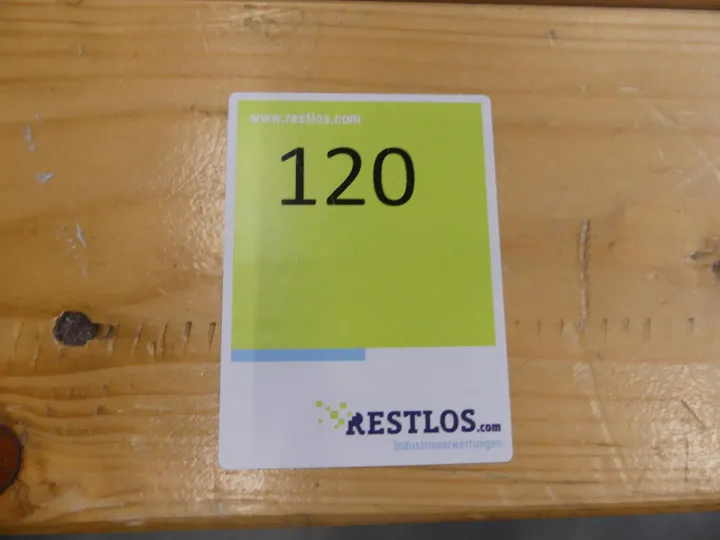 www.restlos.com
120
RESTLOS.com
Industrieverwertungen